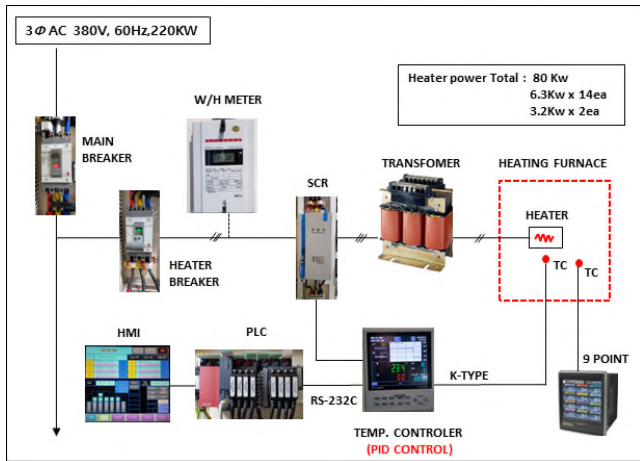 3Φ AC 380V, 60Hz,220KW
Heater power Total : 80 Kw
6.3Kw x 14ea
3.2Kw x 2ea
W/H METER
MAIN
BREAKER
SCR
TRANSFOMER
HEATING FURNACE
HEATER
TC
TC
HEATER
BREAKER
HMI
PLC
RS-232C
K-TYPE
9 POINT
TEMP. CONTROLER
(PID CONTROL)